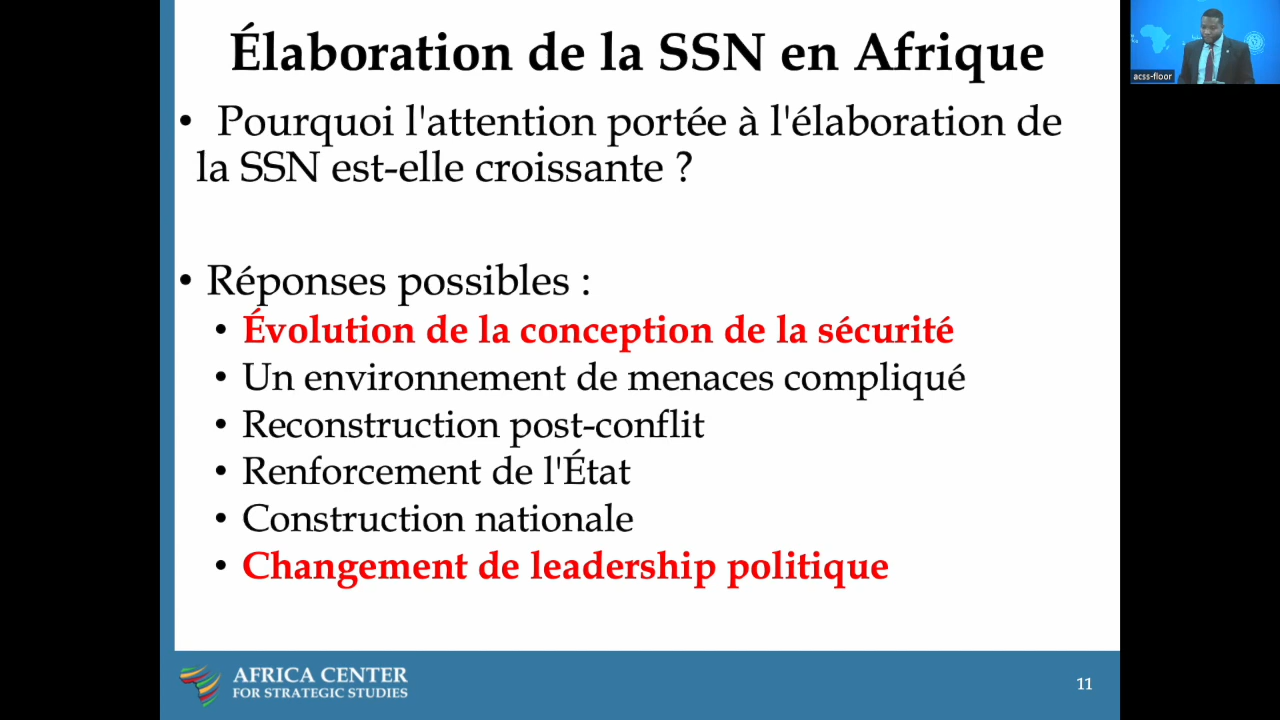 Élaboration de la SSN en Afrique
• Pourquoi l'attention portée à l'élaboration de
la SSN est-elle croissante ?
• Réponses possibles :
• Évolution de la conception de la sécurité
• Un environnement de menaces compliqué
• Reconstruction post-conflit
• Renforcement de l'État
• Construction nationale
• Changement de leadership politique
AFRICA CENTER
FOR STRATEGIC STUDIES
11
acss-floor